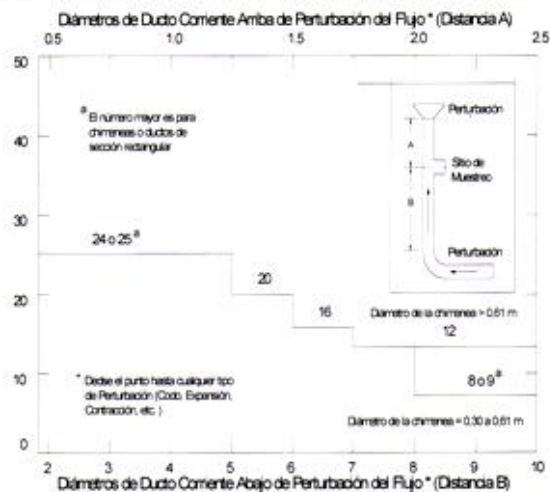 Diámetros de Ducto Corriente Arriba de Perturbación del Flujo * (Distancia A)
0.5 1.0 1.5 2.0 2.5
50
40
30
20
10
0
a El número mayor es para
chimeneas o ductos de
sección rectangular
Perturbación
A
Sitio de
Muestreo
B
Perturbación
24 o 25 a
20
16
Diámetro de la chimenea > 0,61 m
12
8 o 9 a
* Desde el punto hasta cualquier tipo
de Perturbación (Codo, Expansión,
Contracción, etc. )
Diámetro de la chimenea = 0,30 a 0,61 m
2 3 4 5 6 7 8 9 10
Diámetros de Ducto Corriente Abajo de Perturbación del Flujo * (Distancia B)